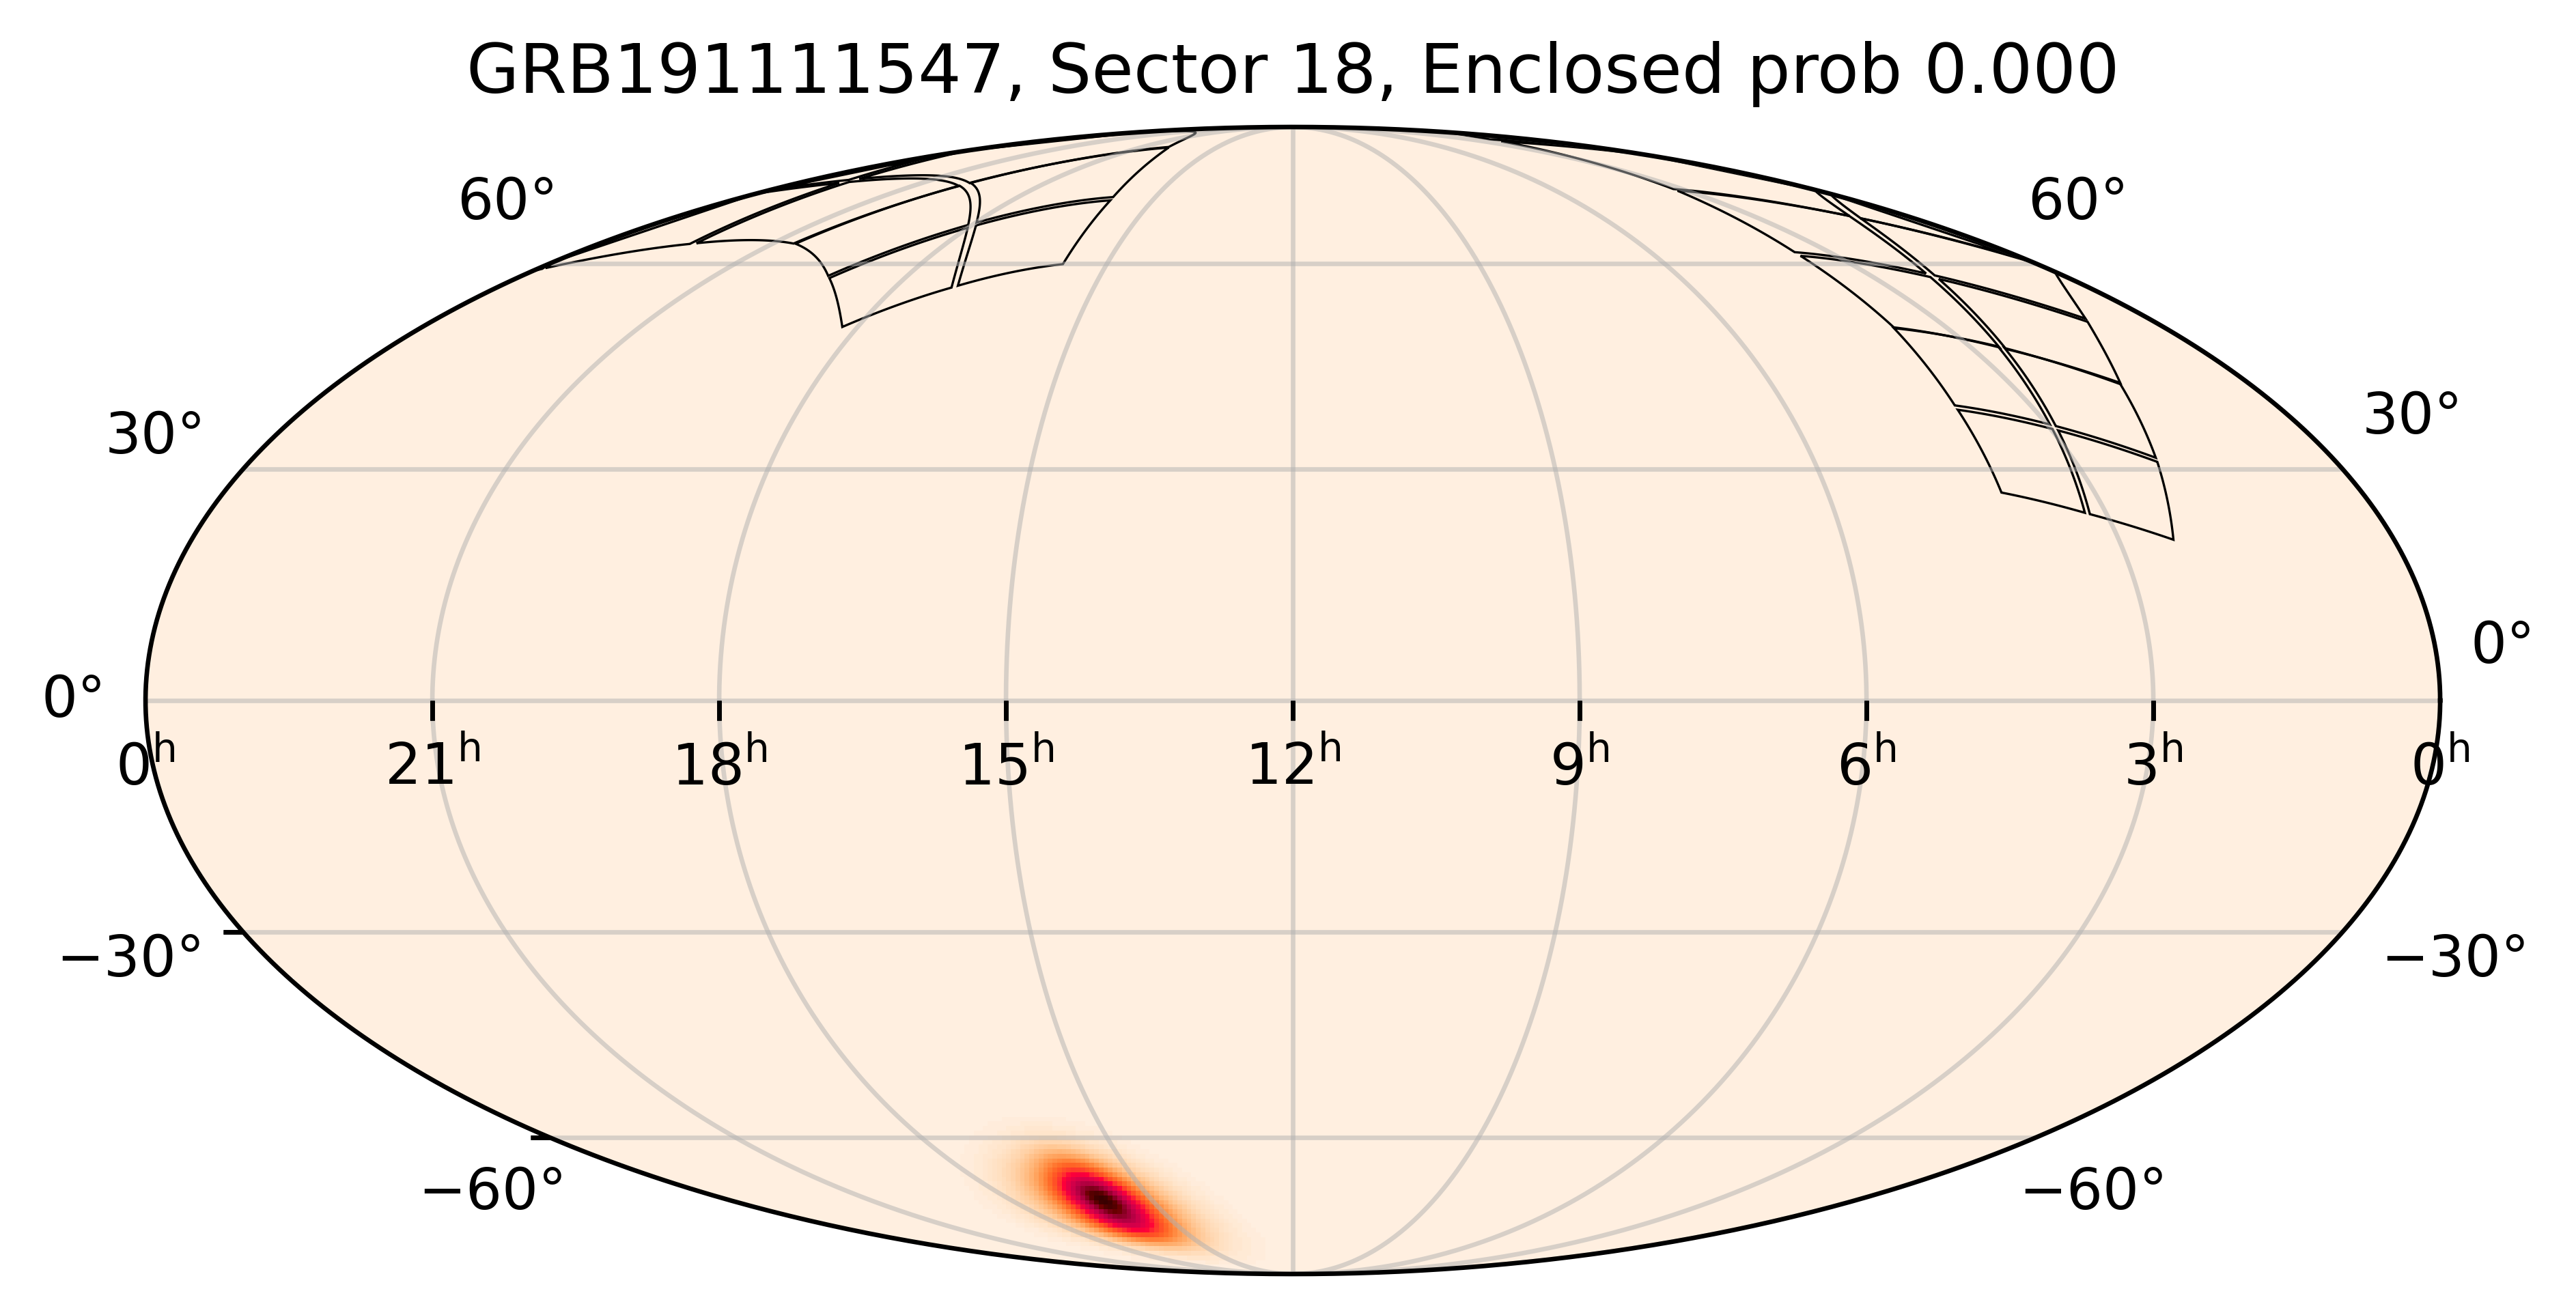 GRB191111547, Sector 18, Enclosed prob 0.000
60° 60°
30° 30°
0° 0°
0ʰ 21ʰ 18ʰ 15ʰ 12ʰ 9ʰ 6ʰ 3ʰ 0ʰ
−30° −30°
−60° −60°